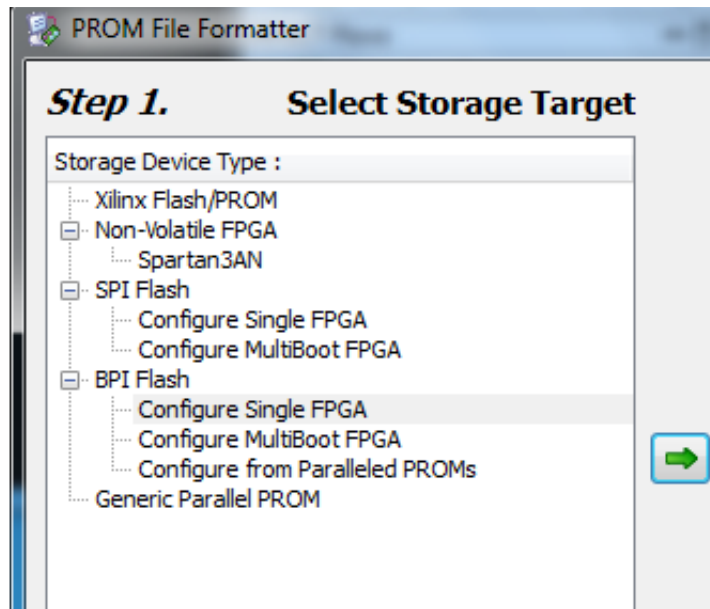 PROM File Formatter
Step 1. Select Storage Target
Storage Device Type :
Xilinx Flash/PROM
Non-Volatile FPGA
Spartan3AN
SPI Flash
Configure Single FPGA
Configure MultiBoot FPGA
BPI Flash
Configure Single FPGA
Configure MultiBoot FPGA
Configure from Paralleled PROMs
Generic Parallel PROM